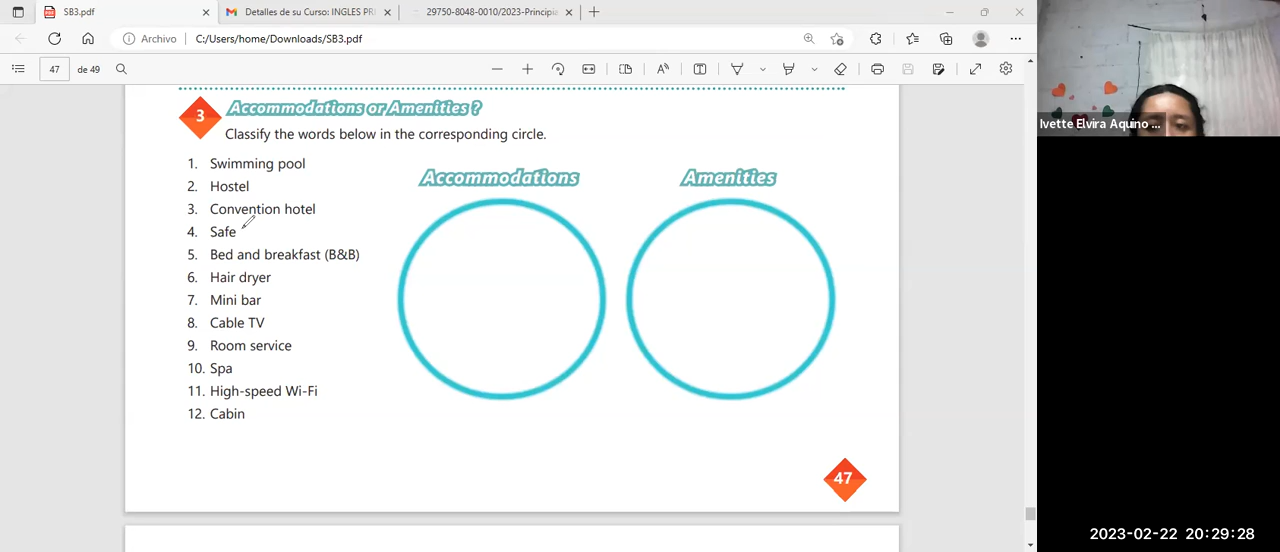 SB3.pdf
Detalles de su Curso: INGLES PRI
29750-8048-0010/2023-Principia
Archivo C:/Users/home/Downloads/SB3.pdf
47 de 49
3 Accommodations or Amenities ?
Classify the words below in the corresponding circle.
1. Swimming pool
2. Hostel
3. Convention hotel
4. Safe
5. Bed and breakfast (B&B)
6. Hair dryer
7. Mini bar
8. Cable TV
9. Room service
10. Spa
11. High-speed Wi-Fi
12. Cabin
Accommodations
Amenities
47
Ivette Elvira Aquino ...
2023-02-22 20:29:28